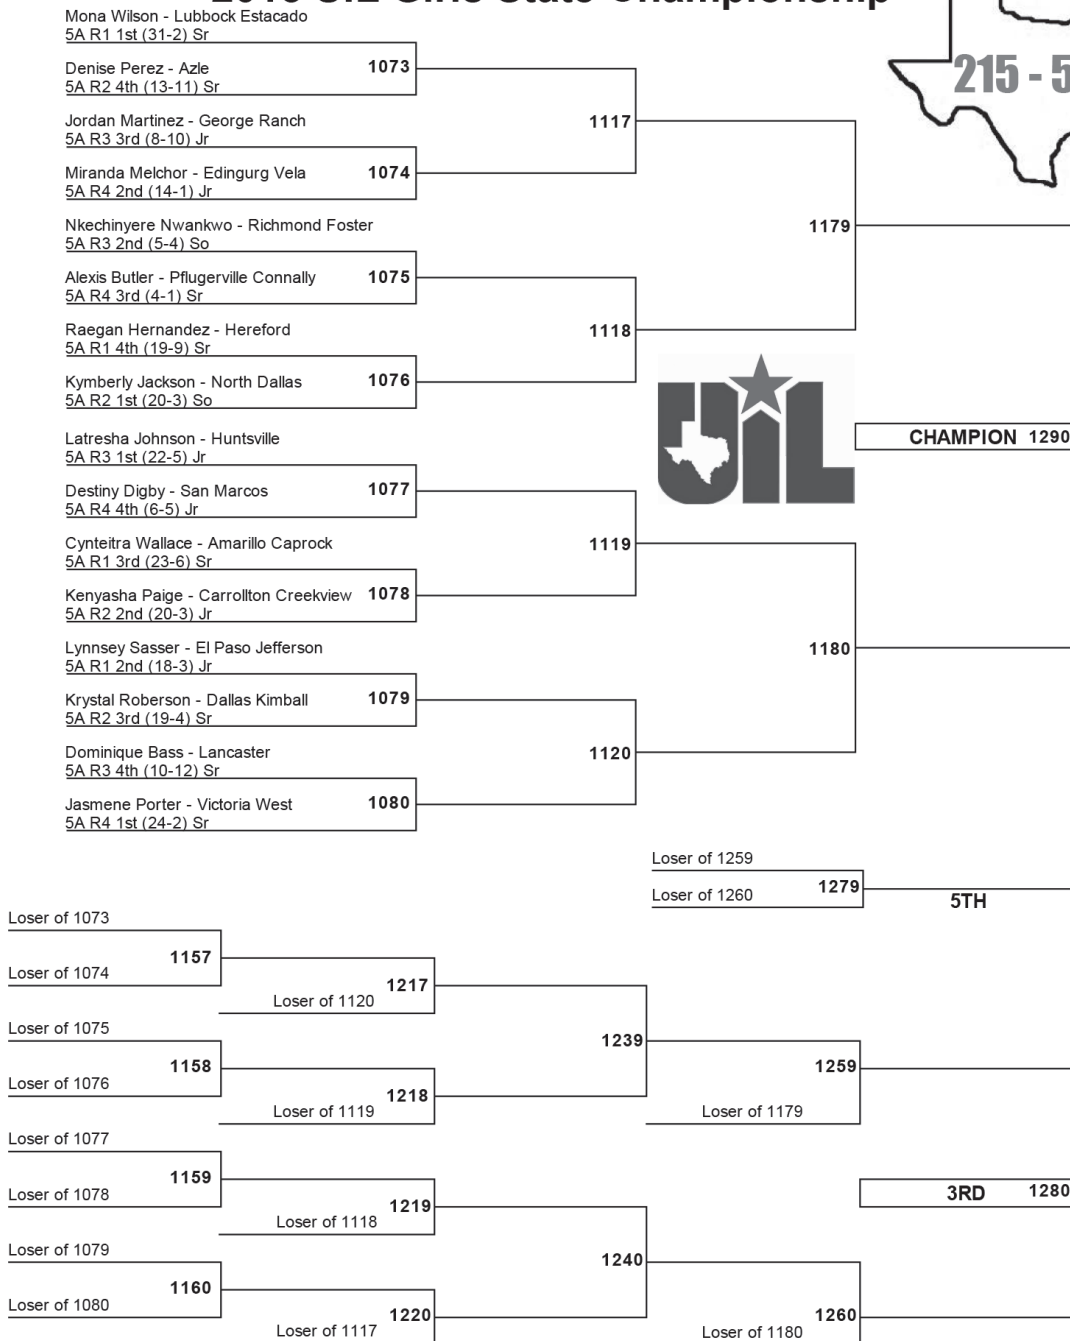 Mona Wilson - Lubbock Estacado
5A R1 1st (31-2) Sr
Denise Perez - Azle
1073
5A R2 4th (13-11) Sr
215 - 5
Jordan Martinez - George Ranch
1117
5A R3 3rd (8-10) Jr
Miranda Melchor - Edingurg Vela
1074
5A R4 2nd (14-1) Jr
Nkechinyere Nwankwo - Richmond Foster
1179
5A R3 2nd (5-4) So
Alexis Butler - Pflugerville Connally
1075
5A R4 3rd (4-1) Sr
Raegan Hernandez - Hereford
1118
5A R1 4th (19-9) Sr
Kymberly Jackson - North Dallas
1076
5A R2 1st (20-3) So
UIL
CHAMPION 1290
Latresha Johnson - Huntsville
5A R3 1st (22-5) Jr
Destiny Digby - San Marcos
1077
5A R4 4th (6-5) Jr
Cynteitra Wallace - Amarillo Caprock
1119
5A R1 3rd (23-6) Sr
Kenyasha Paige - Carrollton Creekview
1078
5A R2 2nd (20-3) Jr
Lynnsey Sasser - El Paso Jefferson
1180
5A R1 2nd (18-3) Jr
Krystal Roberson - Dallas Kimball
1079
5A R2 3rd (19-4) Sr
Dominique Bass - Lancaster
1120
5A R3 4th (10-12) Sr
Jasmene Porter - Victoria West
1080
5A R4 1st (24-2) Sr
Loser of 1259
1279
Loser of 1260
5TH
Loser of 1073
1157
Loser of 1074
1217
Loser of 1120
Loser of 1075
1239
1158
1259
Loser of 1076
1218
Loser of 1119
Loser of 1179
Loser of 1077
1159
Loser of 1078
3RD 1280
1219
Loser of 1118
Loser of 1079
1240
1160
Loser of 1080
1220
1260
Loser of 1117
Loser of 1180